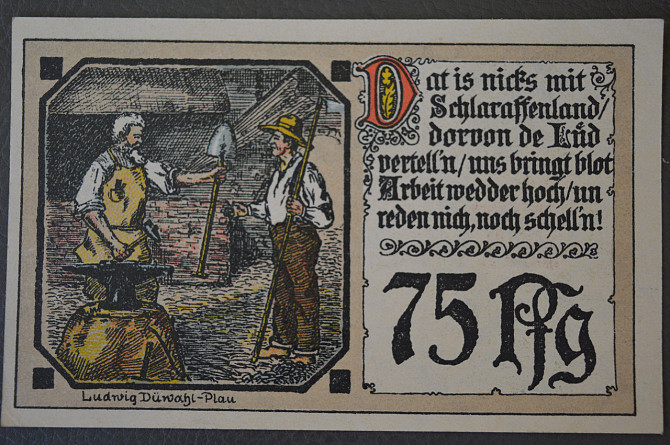 Dat is nicks mit
Schlaraffenland/
dorvon de Lüd
vertell'n/uns bringt blot
Arbeit wedder hoch/un
reden nich, noch schell'n!
75 Pfg
Ludwig Düwahl-Plau